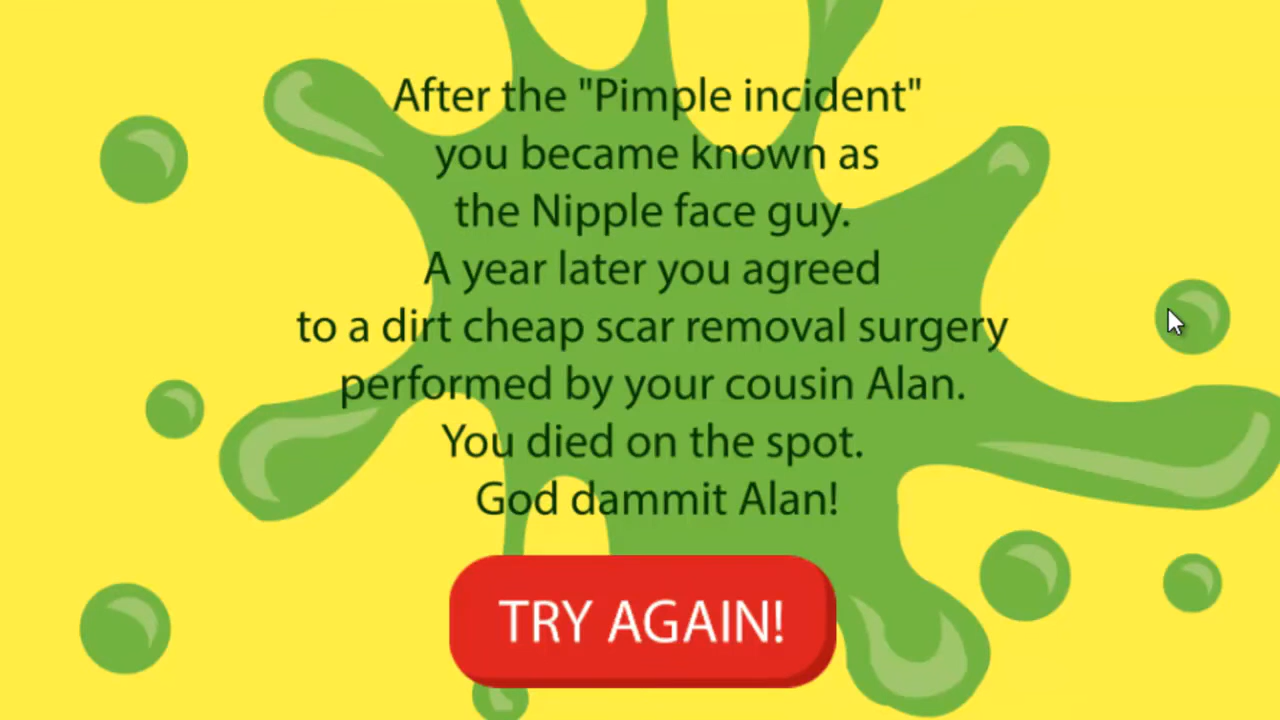 After the "Pimple incident"
you became known as
the Nipple face guy.
A year later you agreed
to a dirt cheap scar removal surgery
performed by your cousin Alan.
You died on the spot.
God dammit Alan!
TRY AGAIN!